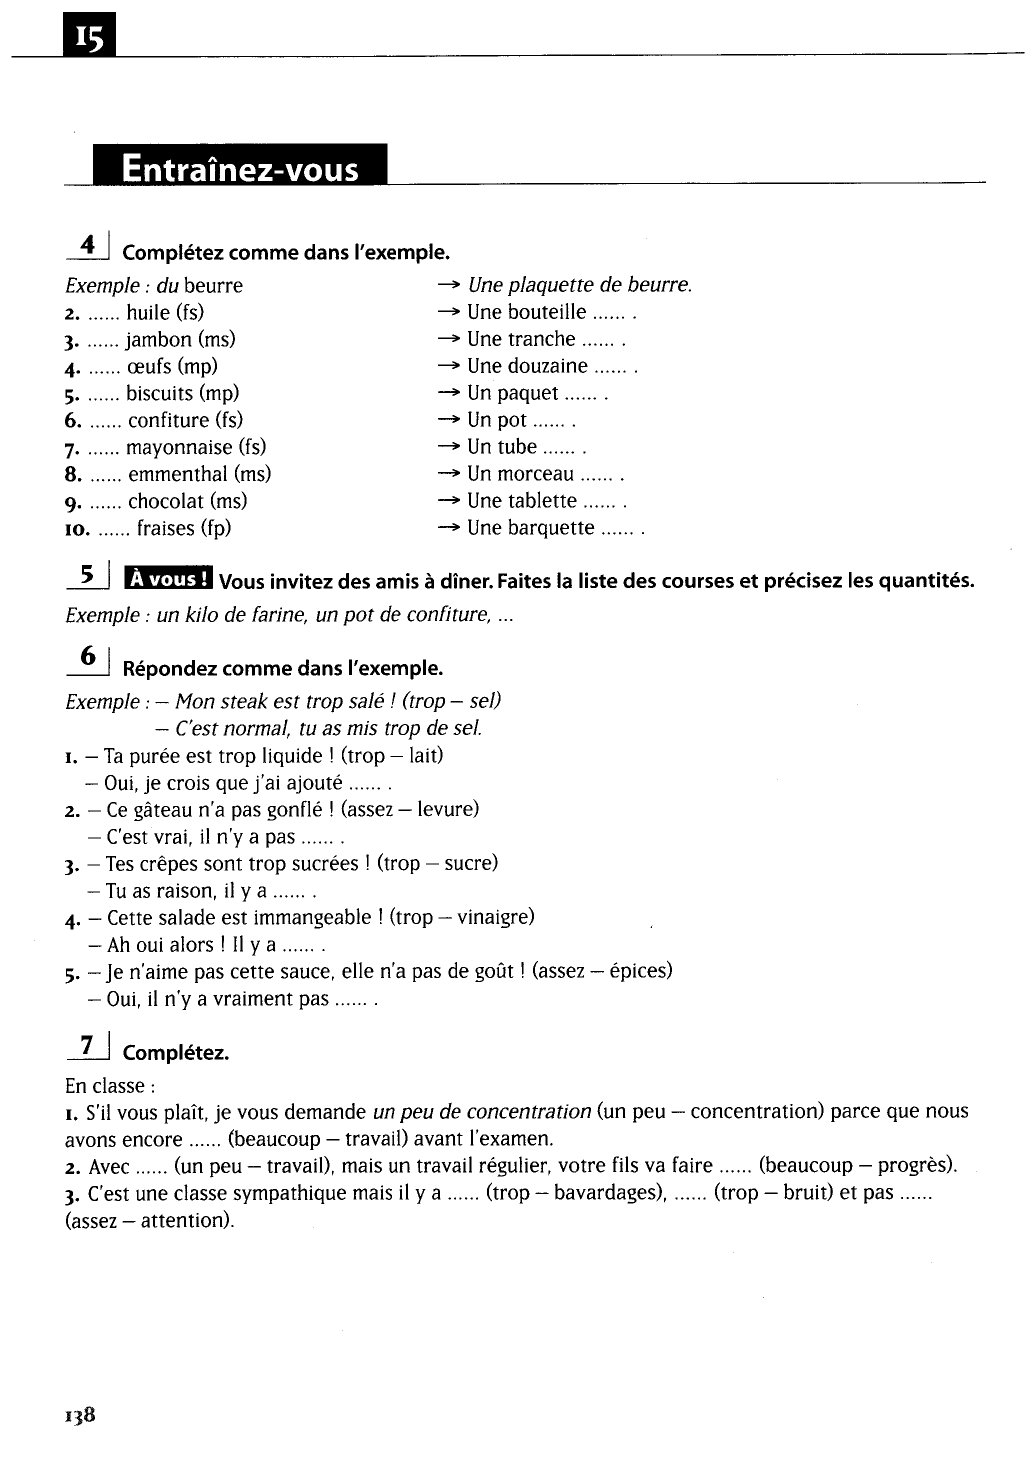 15
Entraînez-vous
4 Complétez comme dans l'exemple.
Exemple : du beurre → Une plaquette de beurre.
2. ...... huile (fs) → Une bouteille ...... .
3. ...... jambon (ms) → Une tranche ...... .
4. ...... œufs (mp) → Une douzaine ...... .
5. ...... biscuits (mp) → Un paquet ...... .
6. ...... confiture (fs) → Un pot ...... .
7. ...... mayonnaise (fs) → Un tube ...... .
8. ...... emmenthal (ms) → Un morceau ...... .
9. ...... chocolat (ms) → Une tablette ...... .
10. ...... fraises (fp) → Une barquette ...... .
5 À vous ! Vous invitez des amis à dîner. Faites la liste des courses et précisez les quantités.
Exemple : un kilo de farine, un pot de confiture, ...
6 Répondez comme dans l'exemple.
Exemple : – Mon steak est trop salé ! (trop – sel)
– C'est normal, tu as mis trop de sel.
1. – Ta purée est trop liquide ! (trop – lait)
– Oui, je crois que j'ai ajouté ...... .
2. – Ce gâteau n'a pas gonflé ! (assez – levure)
– C'est vrai, il n'y a pas ...... .
3. – Tes crêpes sont trop sucrées ! (trop – sucre)
– Tu as raison, il y a ...... .
4. – Cette salade est immangeable ! (trop – vinaigre)
– Ah oui alors ! Il y a ...... .
5. – Je n'aime pas cette sauce, elle n'a pas de goût ! (assez – épices)
– Oui, il n'y a vraiment pas ...... .
7 Complétez.
En classe :
1. S'il vous plaît, je vous demande un peu de concentration (un peu – concentration) parce que nous
avons encore ...... (beaucoup – travail) avant l'examen.
2. Avec ...... (un peu – travail), mais un travail régulier, votre fils va faire ...... (beaucoup – progrès).
3. C'est une classe sympathique mais il y a ...... (trop – bavardages), ...... (trop – bruit) et pas ......
(assez – attention).
138